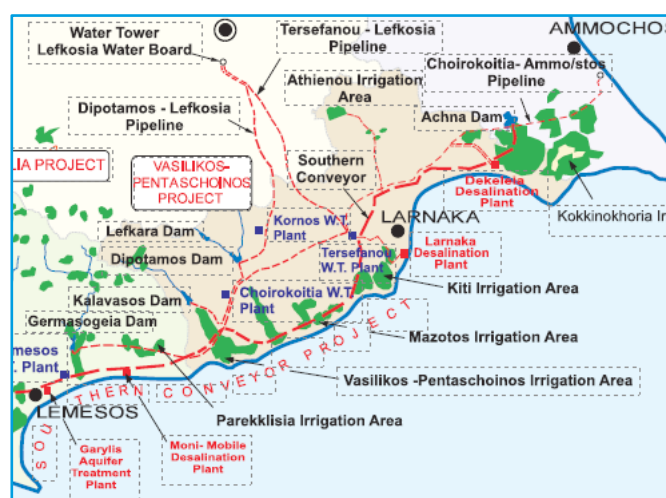 Water Tower
Lefkosia Water Board
Tersefanou - Lefkosia
Pipeline
AMMOCHOS
Choirokoitia- Ammo/stos
Pipeline
Athienou Irrigation
Area
Dipotamos - Lefkosia
Pipeline
Achna Dam
LIA PROJECT
VASILIKOS-
PENTASCHOINOS
PROJECT
Southern
Conveyor
Dekeleia
Desalination
Plant
Kokkinokhoria Ir
Lefkara Dam
Kornos W.T.
Plant
LARNAKA
Dipotamos Dam
Tersefanou
W.T. Plant
Larnaka
Desalination
Plant
Kalavasos Dam
Choirokoitia W.T.
Plant
Kiti Irrigation Area
Germasogeia Dam
Mazotos Irrigation Area
mesos
. Plant
Vasilikos -Pentaschoinos Irrigation Area
LEMESOS
Parekklisia Irrigation Area
SOUTHERN CONVEYOR PROJECT
Garylis
Aquifer
Treatment
Plant
Moni- Mobile
Desalination
Plant